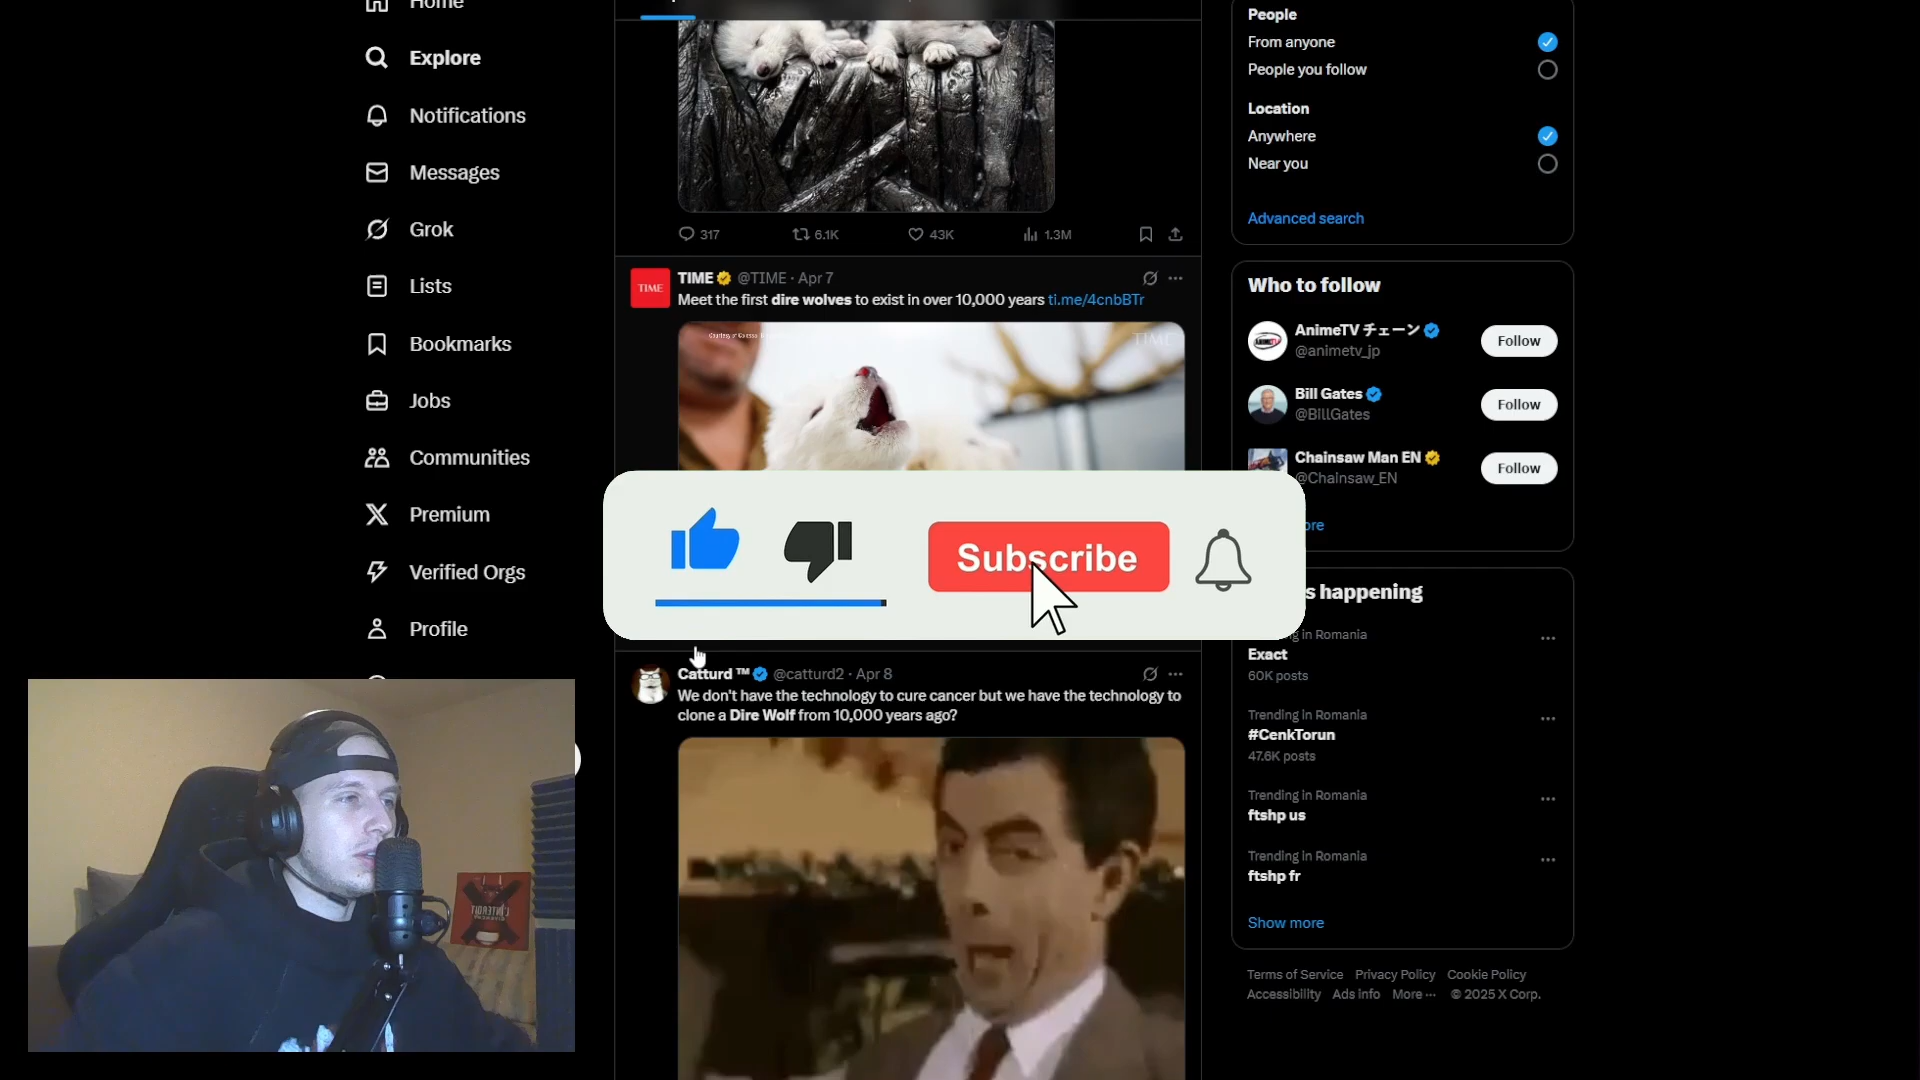 Home
Explore
Notifications
Messages
Grok
Lists
Bookmarks
Jobs
Communities
Premium
Verified Orgs
Profile
317
6.1K
43K
1.3M
TIME
TIME @TIME · Apr 7
Meet the first dire wolves to exist in over 10,000 years ti.me/4cnbBTr
TIME
Subscribe
Catturd ™ @catturd2 · Apr 8
We don't have the technology to cure cancer but we have the technology to
clone a Dire Wolf from 10,000 years ago?
People
From anyone
People you follow
Location
Anywhere
Near you
Advanced search
Who to follow
AnimeTV チェーン
@animetv_jp
Follow
Bill Gates
@BillGates
Follow
Chainsaw Man EN
@Chainsaw_EN
Follow
ore
s happening
g in Romania
Exact
60K posts
Trending in Romania
#CenkTorun
47.6K posts
Trending in Romania
ftshp us
Trending in Romania
ftshp fr
Show more
Terms of Service Privacy Policy Cookie Policy
Accessibility Ads info More ··· © 2025 X Corp.